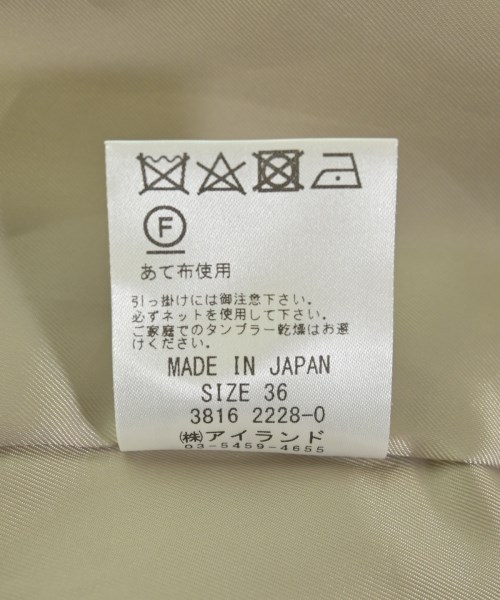 F
あて布使用
引っ掛けには御注意下さい。
必ずネットを使用して下さい。
ご家庭でのタンブラー乾燥はお避
けください。
MADE IN JAPAN
SIZE 36
3816 2228-0
㈱アイランド
03-5459-4655